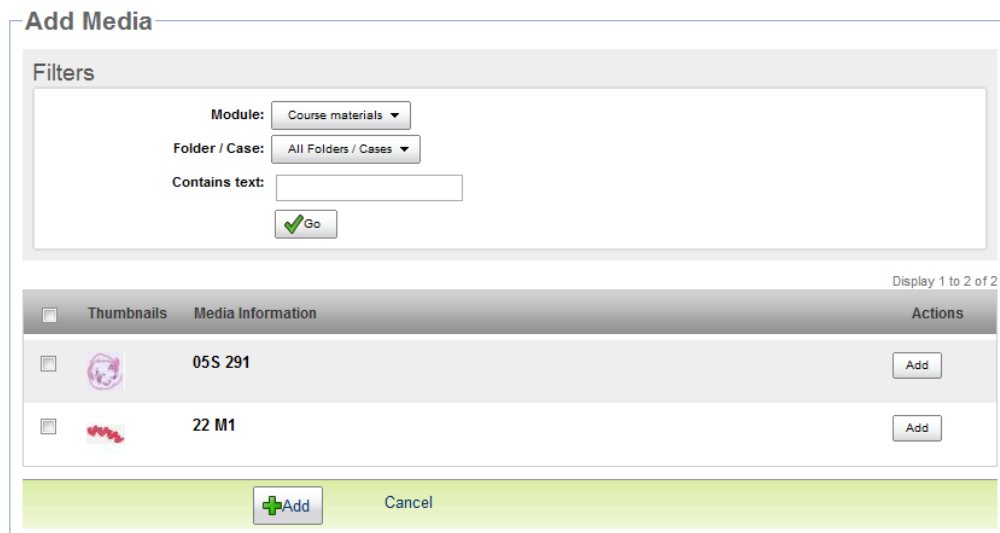 Add Media
Filters
Module: Course materials
Folder / Case: All Folders / Cases
Contains text:
Go
Display 1 to 2 of 2
Thumbnails Media Information Actions
05S 291 Add
22 M1 Add
Add Cancel